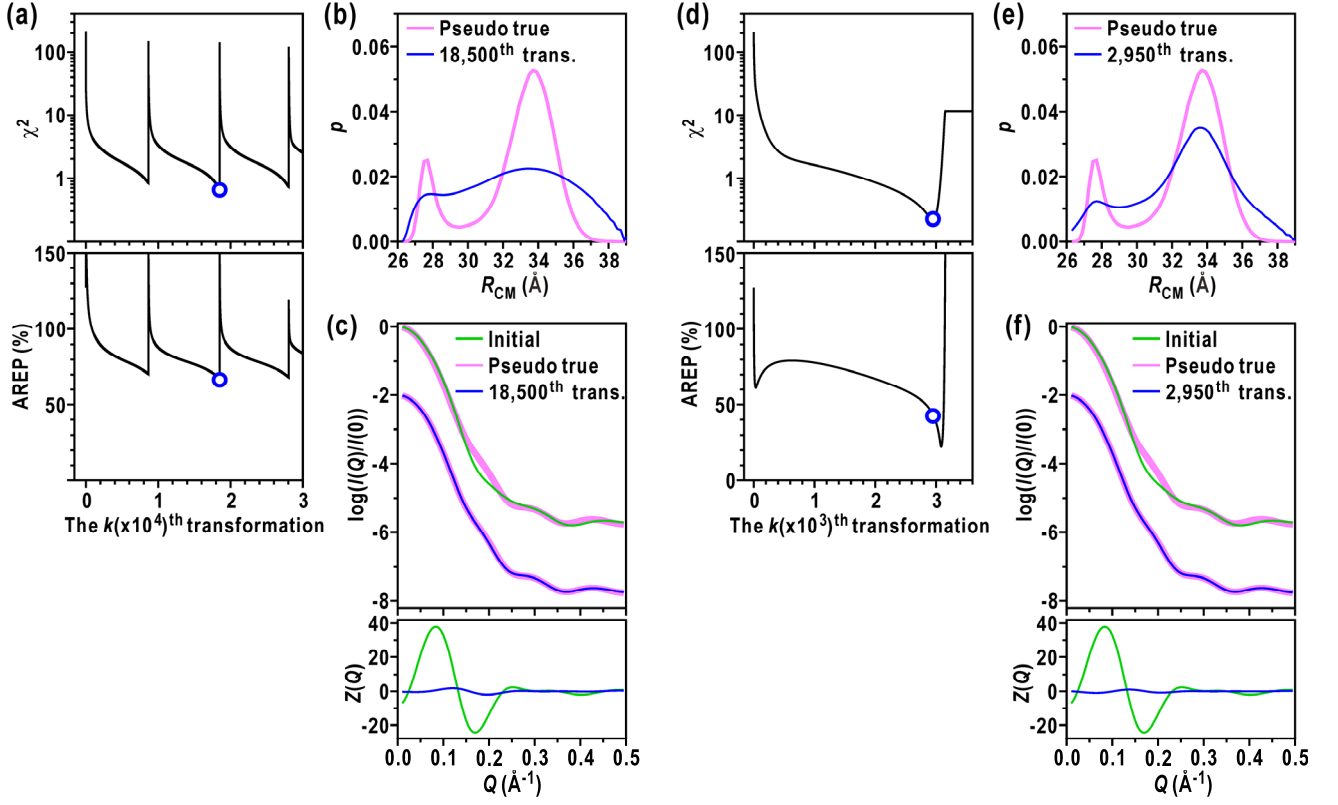 (a)
100
10
1
χ²
150
100
50
AREP (%)
0 1 2 3
The k(x10⁴)ᵗʰ transformation
(b)
Pseudo true
18,500ᵗʰ trans.
0.06
0.04
0.02
0.00
p
26 28 30 32 34 36 38
R_CM (Å)
(c)
Initial
Pseudo true
18,500ᵗʰ trans.
0
-2
-4
-6
-8
log(I(Q)/I(0))
40
20
0
-20
Z(Q)
0.0 0.1 0.2 0.3 0.4 0.5
Q (Å⁻¹)
(d)
100
10
1
χ²
150
100
50
0
AREP (%)
0 1 2 3
The k(x10³)ᵗʰ transformation
(e)
Pseudo true
2,950ᵗʰ trans.
0.06
0.04
0.02
0.00
p
26 28 30 32 34 36 38
R_CM (Å)
(f)
Initial
Pseudo true
2,950ᵗʰ trans.
0
-2
-4
-6
-8
log(I(Q)/I(0))
40
20
0
-20
Z(Q)
0.0 0.1 0.2 0.3 0.4 0.5
Q (Å⁻¹)